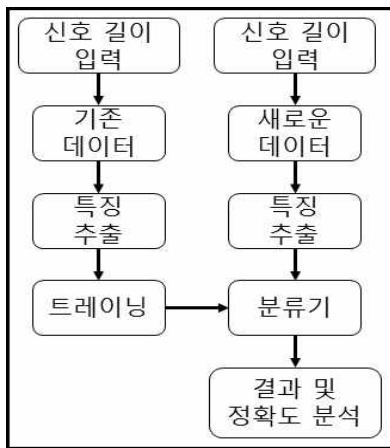 신호 길이
입력
기존
데이터
특징
추출
트레이닝
신호 길이
입력
새로운
데이터
특징
추출
분류기
결과 및
정확도 분석